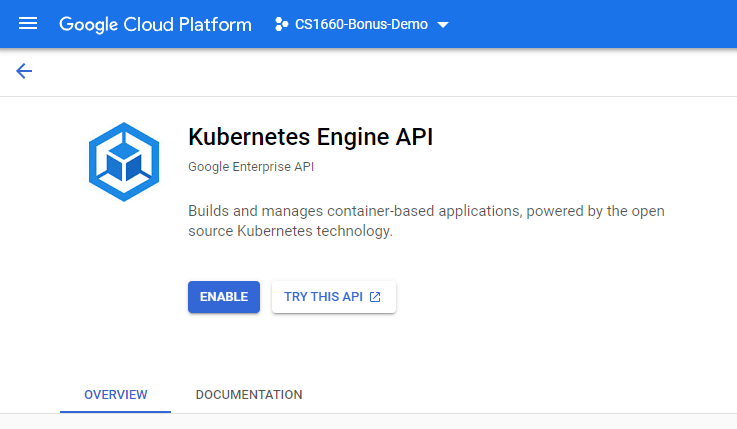 Google Cloud Platform
CS1660-Bonus-Demo
Kubernetes Engine API
Google Enterprise API
Builds and manages container-based applications, powered by the open
source Kubernetes technology.
ENABLE
TRY THIS API
OVERVIEW
DOCUMENTATION